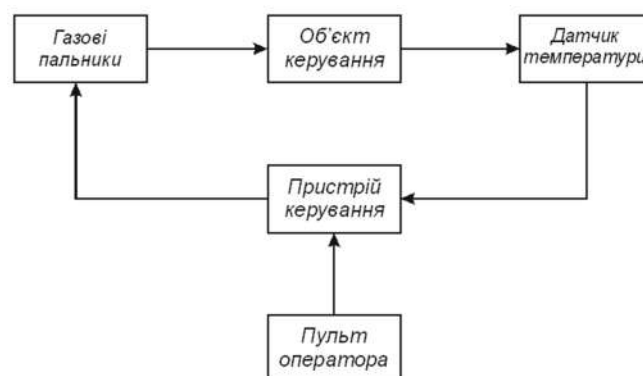 Газові
пальники
Об’єкт
керування
Датчик
температури
Пристрій
керування
Пульт
оператора